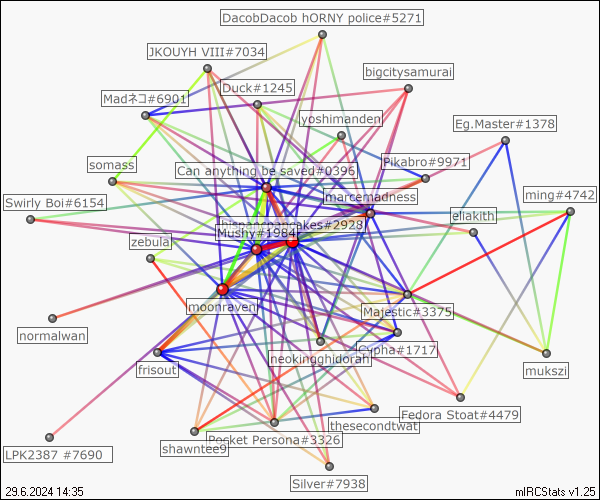 DacobDacob hORNY police#5271
JKOUYH VIII#7034
bigcitysamurai
Duck#1245
Madネコ#6901
yoshimanden
Eg.Master#1378
Pikabro#9971
somass
Can anything be saved#0396
marcemadness
ming#4742
Swirly Boi#6154
eliakith
#2928
Mushy#1984
zebula
moonraven
Majestic#3375
normalwan
neokingghidorah
Cypha#1717
frisout
mukszi
Fedora Stoat#4479
thesecondtwat
Pocket Persona#3326
shawntee9
LPK2387 #7690
Silver#7938
29.6.2024 14:35
mIRCStats v1.25